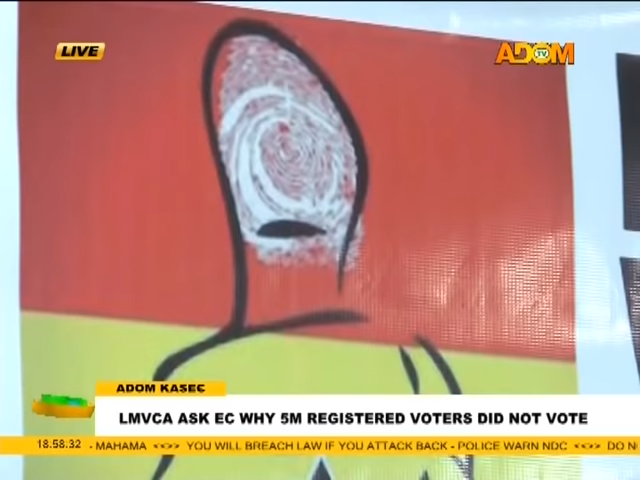 LIVE
ADOM TV
ADOM KASEC
LMVCA ASK EC WHY 5M REGISTERED VOTERS DID NOT VOTE
18.58.32 - MAHAMA <<>> YOU WILL BREACH LAW IF YOU ATTACK BACK - POLICE WARN NDC <<>> DO N